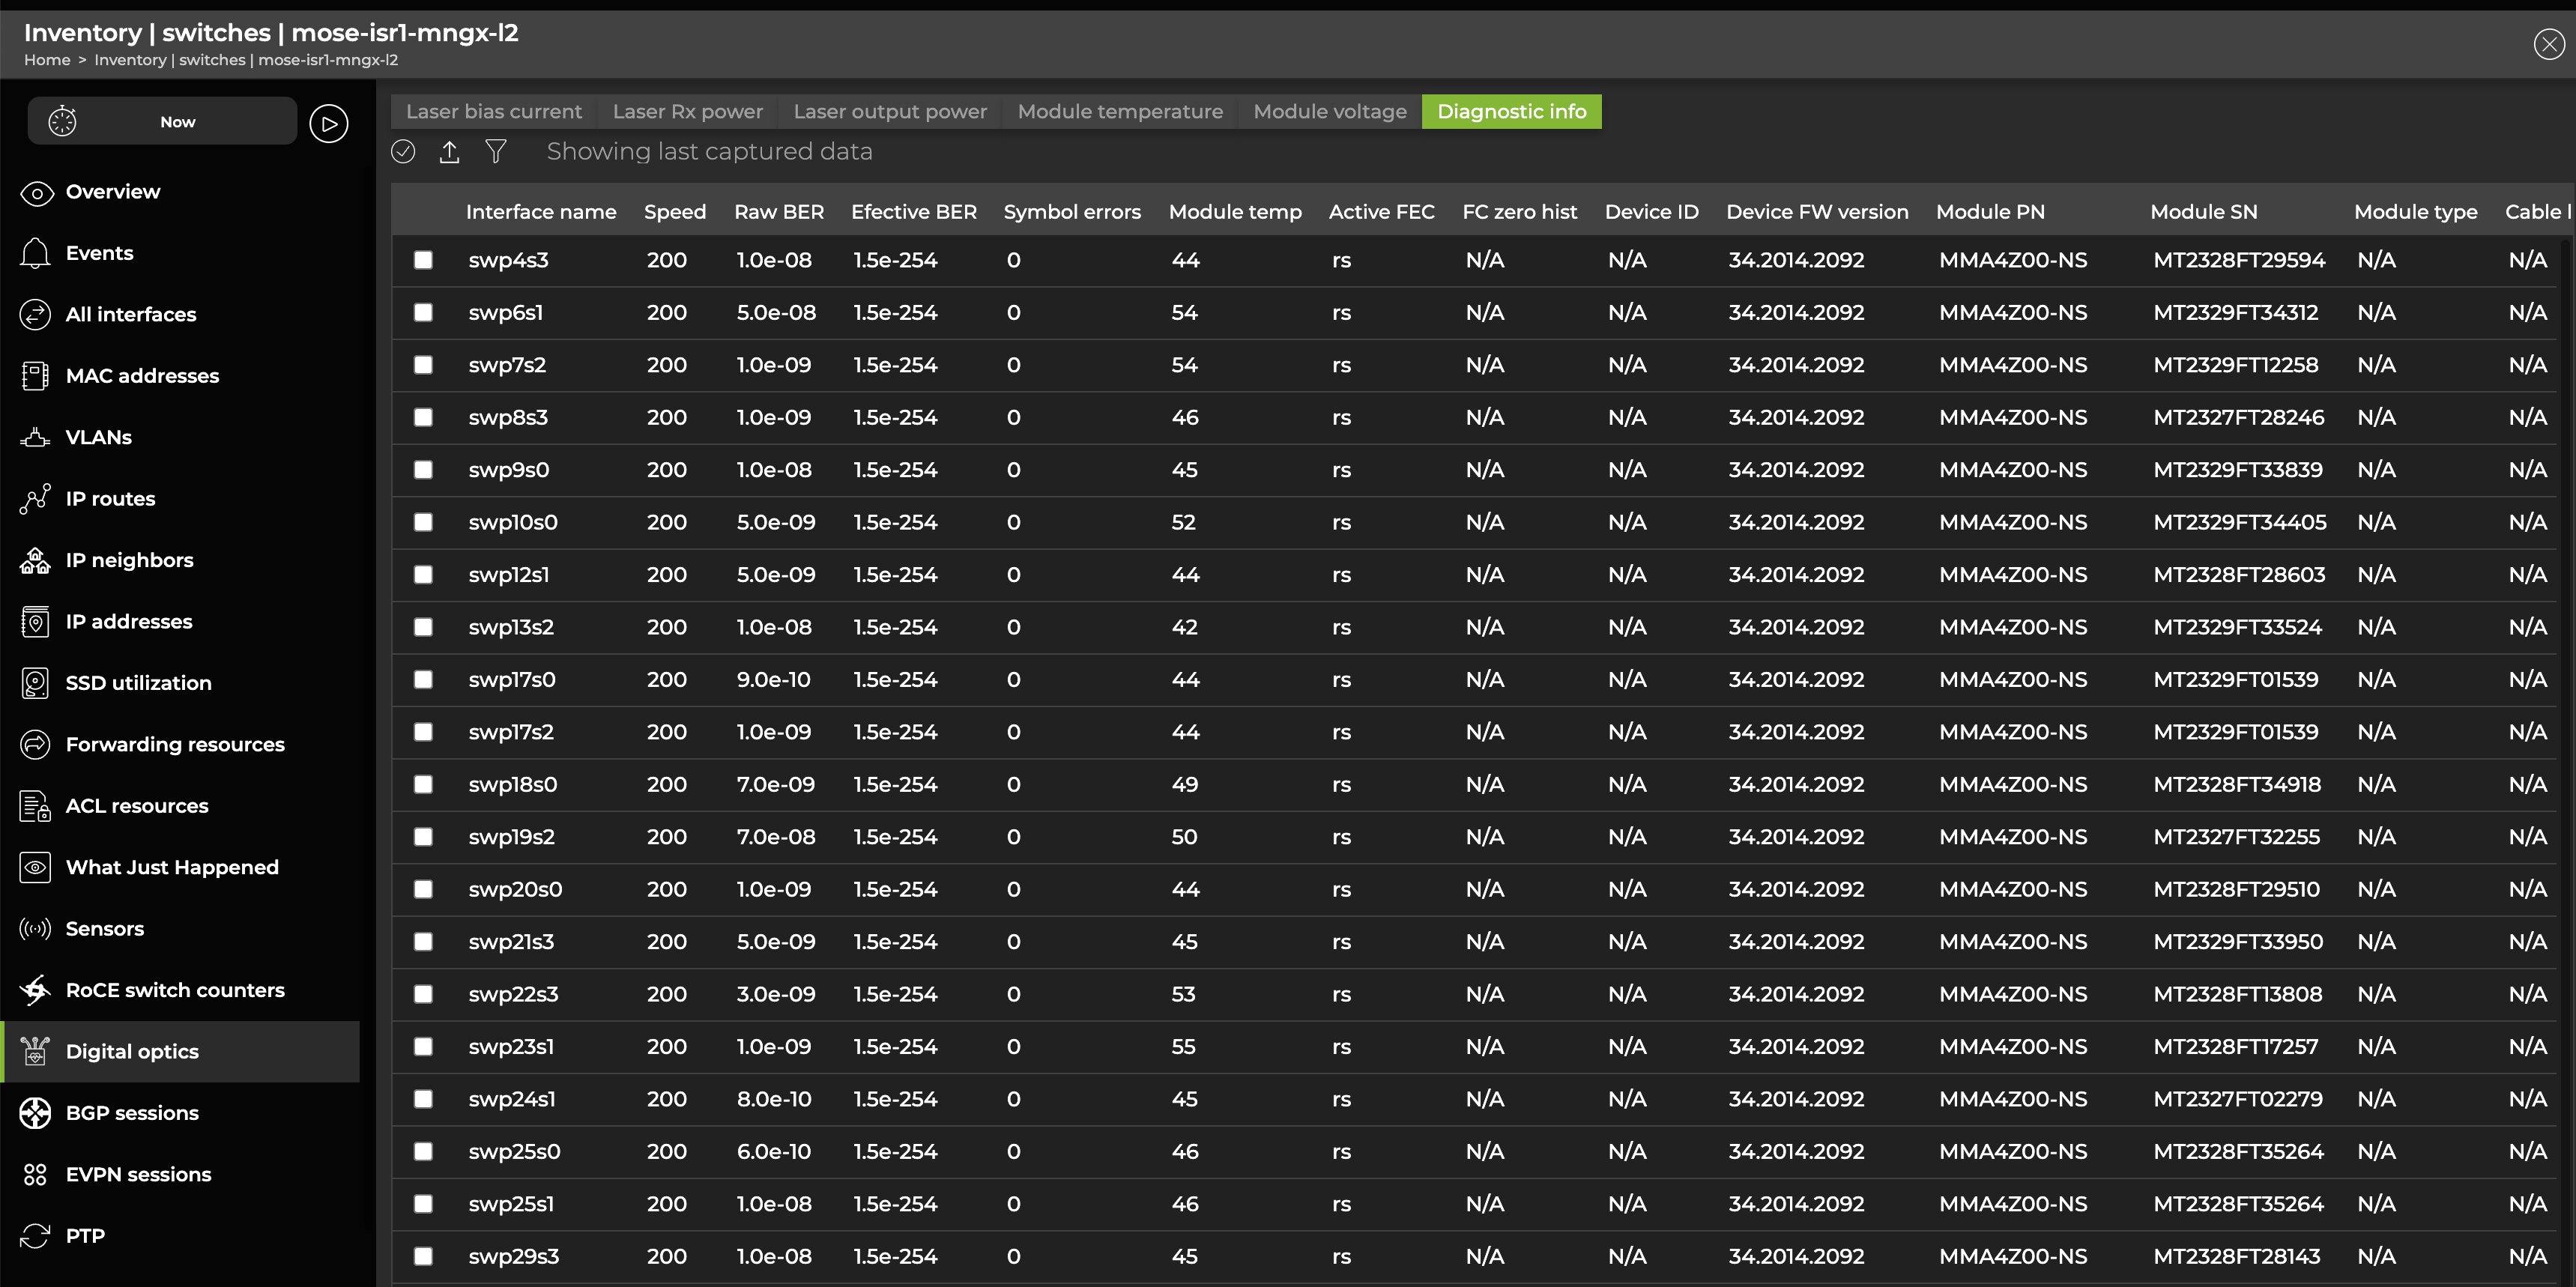 Inventory | switches | mose-isr1-mngx-l2
Home > Inventory | switches | mose-isr1-mngx-l2
Now
Overview
Events
All interfaces
MAC addresses
VLANs
IP routes
IP neighbors
IP addresses
SSD utilization
Forwarding resources
ACL resources
What Just Happened
Sensors
RoCE switch counters
Digital optics
BGP sessions
EVPN sessions
PTP
Laser bias current Laser Rx power Laser output power Module temperature Module voltage Diagnostic info
Showing last captured data
Interface name Speed Raw BER Efective BER Symbol errors Module temp Active FEC FC zero hist Device ID Device FW version Module PN Module SN Module type Cable l
swp4s3 200 1.0e-08 1.5e-254 0 44 rs N/A N/A 34.2014.2092 MMA4Z00-NS MT2328FT29594 N/A N/A
swp6s1 200 5.0e-08 1.5e-254 0 54 rs N/A N/A 34.2014.2092 MMA4Z00-NS MT2329FT34312 N/A N/A
swp7s2 200 1.0e-09 1.5e-254 0 54 rs N/A N/A 34.2014.2092 MMA4Z00-NS MT2329FT12258 N/A N/A
swp8s3 200 1.0e-09 1.5e-254 0 46 rs N/A N/A 34.2014.2092 MMA4Z00-NS MT2327FT28246 N/A N/A
swp9s0 200 1.0e-08 1.5e-254 0 45 rs N/A N/A 34.2014.2092 MMA4Z00-NS MT2329FT33839 N/A N/A
swp10s0 200 5.0e-09 1.5e-254 0 52 rs N/A N/A 34.2014.2092 MMA4Z00-NS MT2329FT34405 N/A N/A
swp12s1 200 5.0e-09 1.5e-254 0 44 rs N/A N/A 34.2014.2092 MMA4Z00-NS MT2328FT28603 N/A N/A
swp13s2 200 1.0e-08 1.5e-254 0 42 rs N/A N/A 34.2014.2092 MMA4Z00-NS MT2329FT33524 N/A N/A
swp17s0 200 9.0e-10 1.5e-254 0 44 rs N/A N/A 34.2014.2092 MMA4Z00-NS MT2329FT01539 N/A N/A
swp17s2 200 1.0e-09 1.5e-254 0 44 rs N/A N/A 34.2014.2092 MMA4Z00-NS MT2329FT01539 N/A N/A
swp18s0 200 7.0e-09 1.5e-254 0 49 rs N/A N/A 34.2014.2092 MMA4Z00-NS MT2328FT34918 N/A N/A
swp19s2 200 7.0e-08 1.5e-254 0 50 rs N/A N/A 34.2014.2092 MMA4Z00-NS MT2327FT32255 N/A N/A
swp20s0 200 1.0e-09 1.5e-254 0 44 rs N/A N/A 34.2014.2092 MMA4Z00-NS MT2328FT29510 N/A N/A
swp21s3 200 5.0e-09 1.5e-254 0 45 rs N/A N/A 34.2014.2092 MMA4Z00-NS MT2329FT33950 N/A N/A
swp22s3 200 3.0e-09 1.5e-254 0 53 rs N/A N/A 34.2014.2092 MMA4Z00-NS MT2328FT13808 N/A N/A
swp23s1 200 1.0e-09 1.5e-254 0 55 rs N/A N/A 34.2014.2092 MMA4Z00-NS MT2328FT17257 N/A N/A
swp24s1 200 8.0e-10 1.5e-254 0 45 rs N/A N/A 34.2014.2092 MMA4Z00-NS MT2327FT02279 N/A N/A
swp25s0 200 6.0e-10 1.5e-254 0 46 rs N/A N/A 34.2014.2092 MMA4Z00-NS MT2328FT35264 N/A N/A
swp25s1 200 1.0e-08 1.5e-254 0 46 rs N/A N/A 34.2014.2092 MMA4Z00-NS MT2328FT35264 N/A N/A
swp29s3 200 1.0e-08 1.5e-254 0 45 rs N/A N/A 34.2014.2092 MMA4Z00-NS MT2328FT28143 N/A N/A